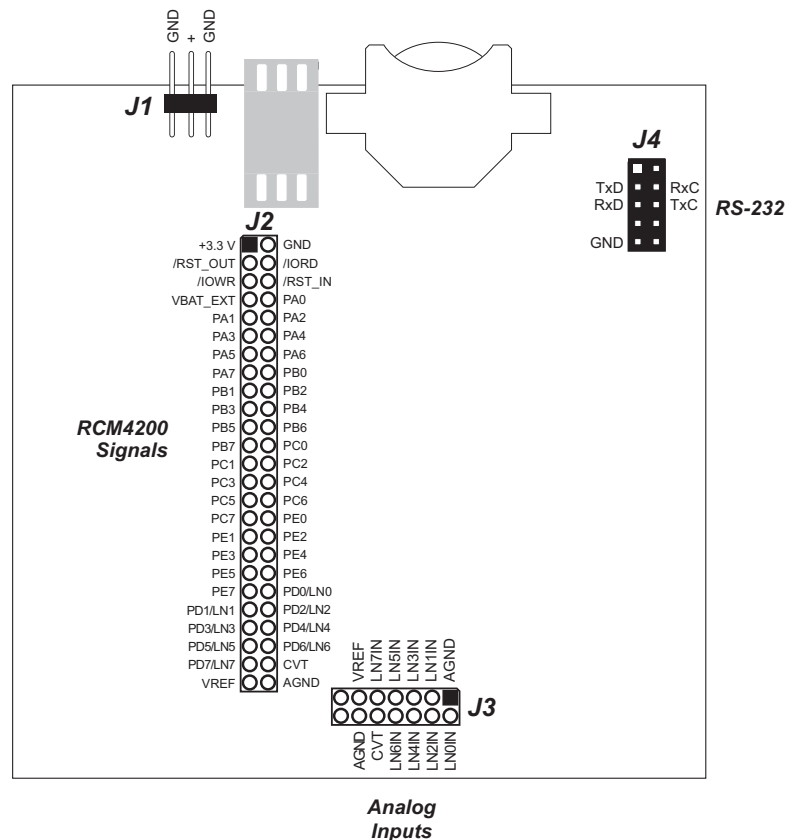 GND
+
GND
J1
J4
TxD RxC
RxD TxC
GND
RS-232
J2
+3.3 V GND
/RST_OUT /IORD
/IOWR /RST_IN
VBAT_EXT PA0
PA1 PA2
PA3 PA4
PA5 PA6
PA7 PB0
PB1 PB2
PB3 PB4
PB5 PB6
PB7 PC0
PC1 PC2
PC3 PC4
PC5 PC6
PC7 PE0
PE1 PE2
PE3 PE4
PE5 PE6
PE7 PD0/LN0
PD1/LN1 PD2/LN2
PD3/LN3 PD4/LN4
PD5/LN5 PD6/LN6
PD7/LN7 CVT
VREF AGND
RCM4200
Signals
VREF
LN7IN
LN5IN
LN3IN
LN1IN
AGND
J3
AGND
CVT
LN6IN
LN4IN
LN2IN
LN0IN
Analog
Inputs